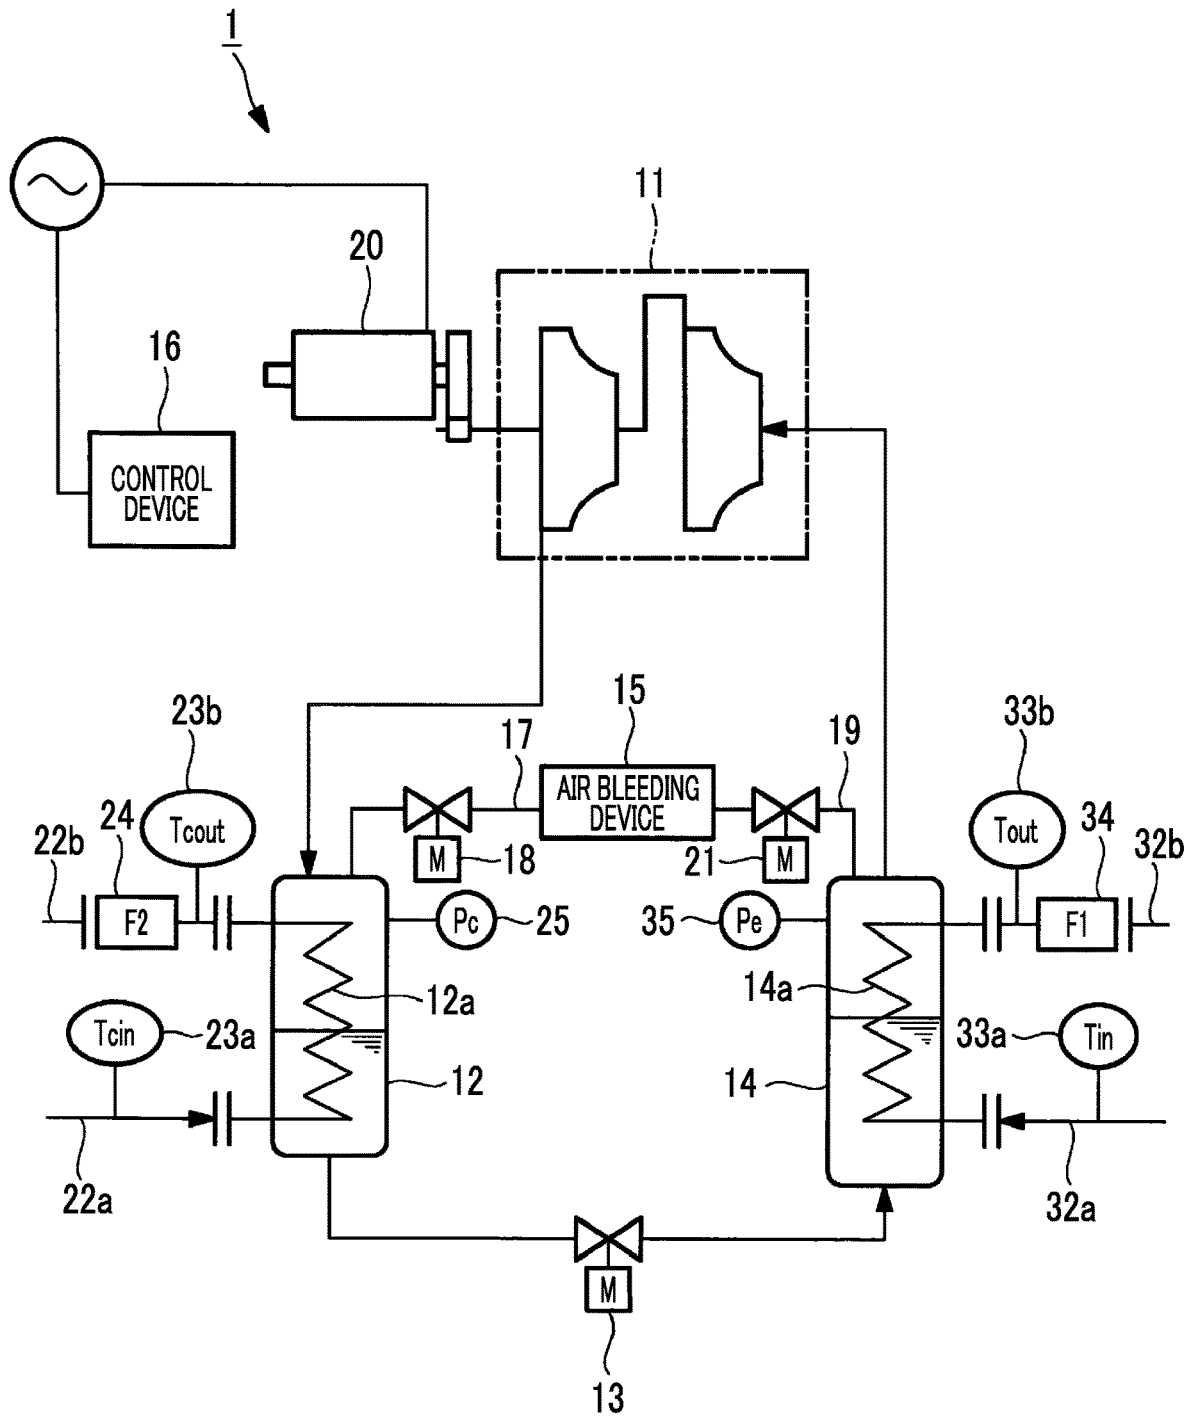 1
11
20
16
CONTROL
DEVICE
23b
17
15
19
33b
AIR BLEEDING
DEVICE
22b
24
Tcout
Tout
34
32b
M
18
21
M
F2
Pc
25
35
Pe
F1
12a
14a
Tcin
23a
33a
Tin
12
14
22a
32a
M
13